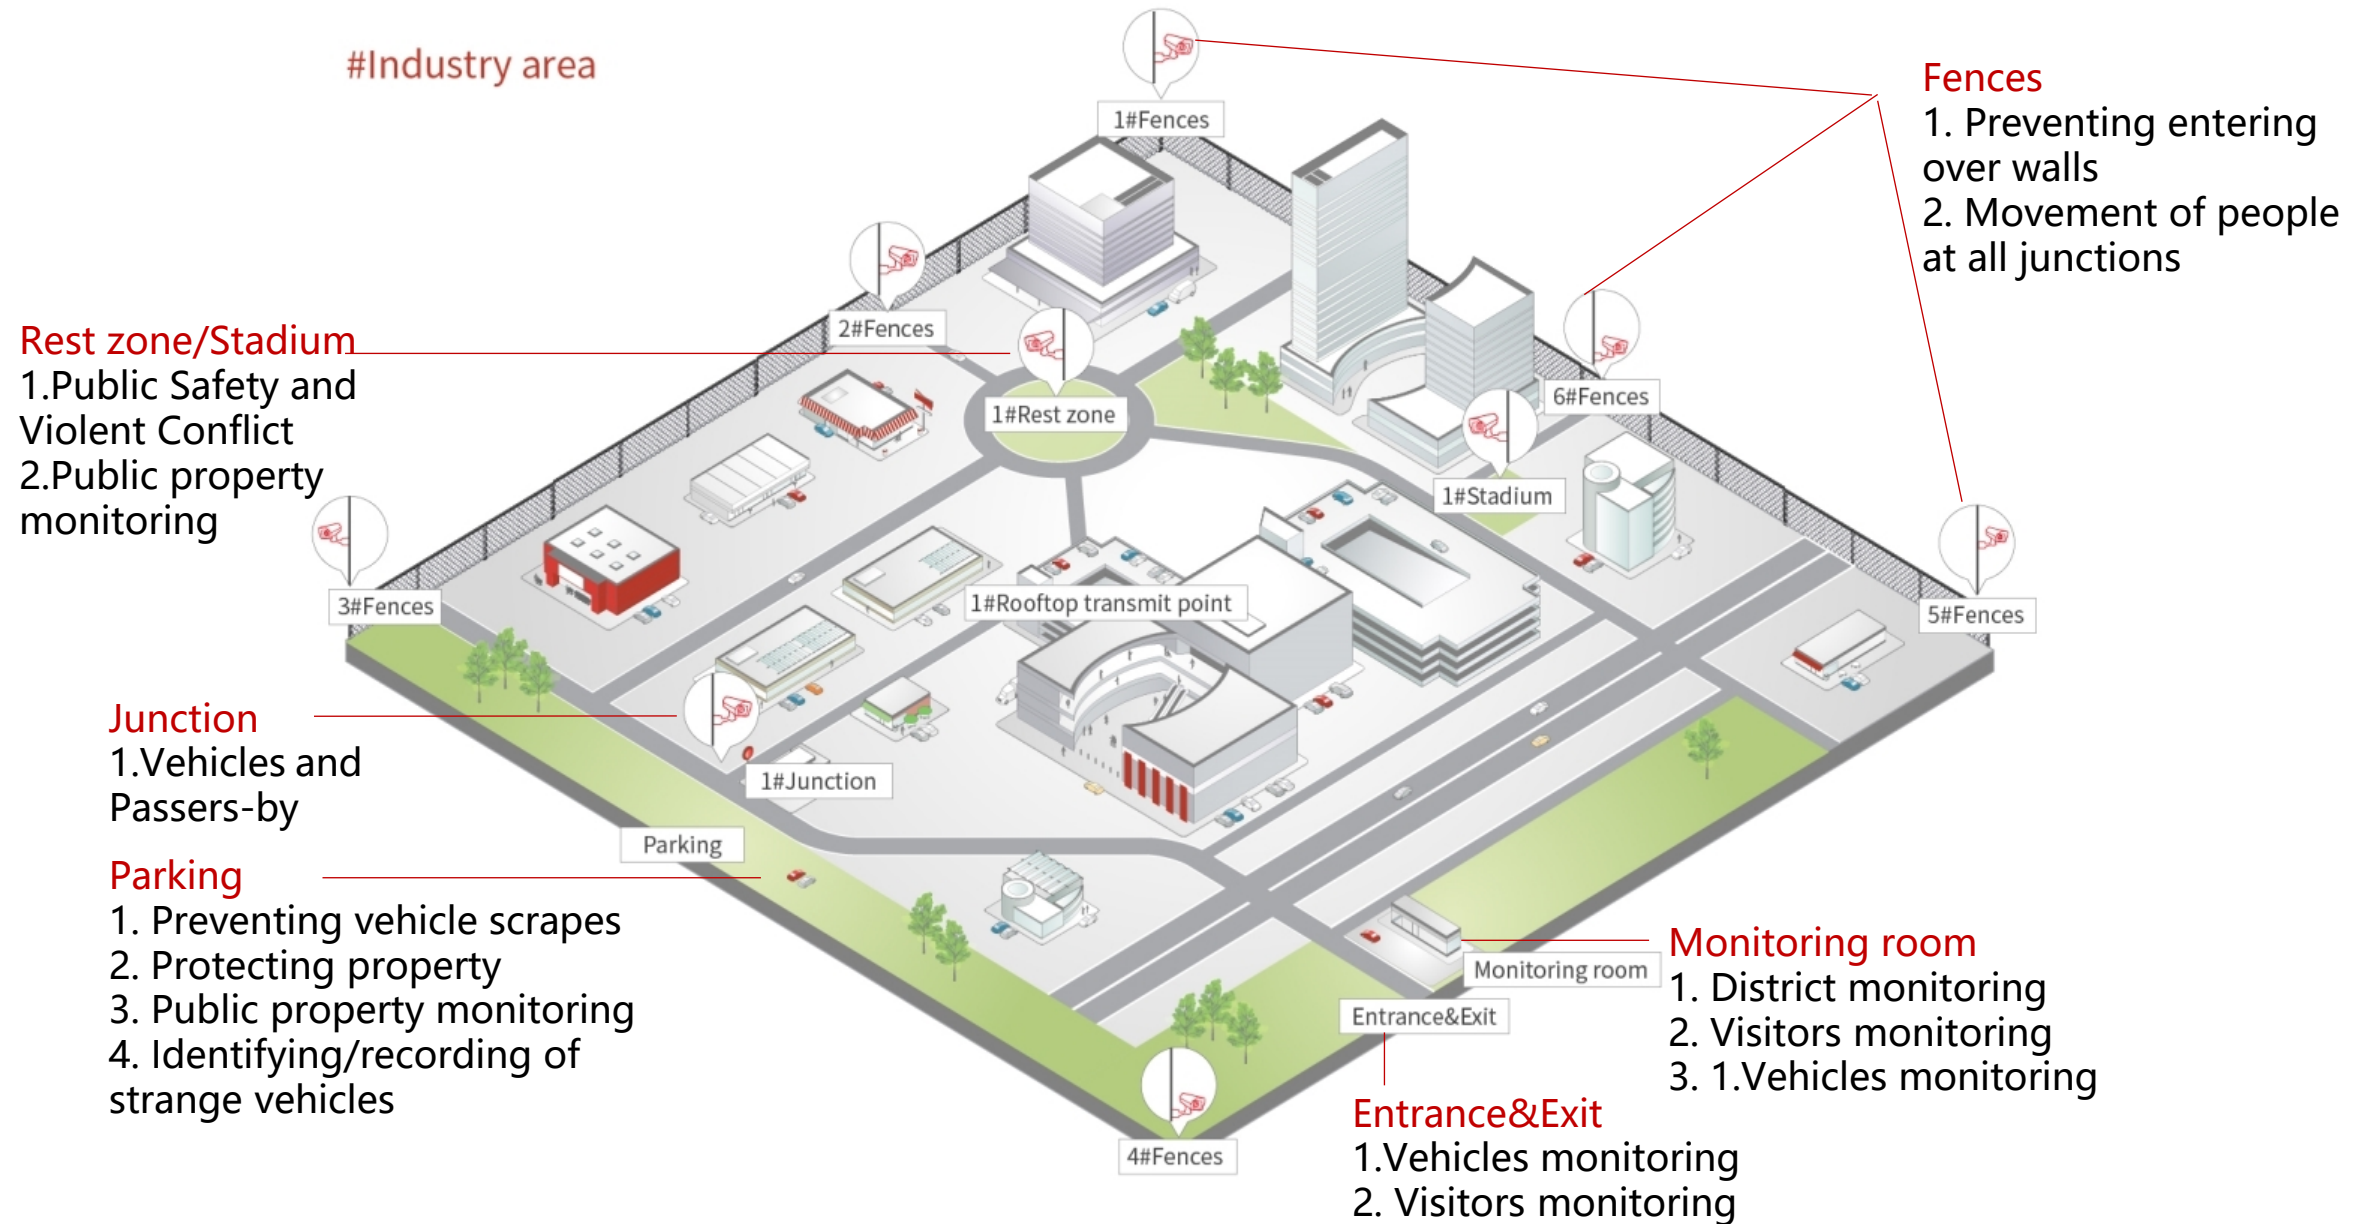 #Industry area
1#Fences
Fences
1. Preventing entering
over walls
2. Movement of people
at all junctions
2#Fences
Rest zone/Stadium
1.Public Safety and
Violent Conflict
2.Public property
monitoring
1#Rest zone
6#Fences
1#Stadium
3#Fences
1#Rooftop transmit point
5#Fences
Junction
1.Vehicles and
Passers-by
1#Junction
Parking
Parking
1. Preventing vehicle scrapes
2. Protecting property
3. Public property monitoring
4. Identifying/recording of
strange vehicles
Monitoring room
Monitoring room
1. District monitoring
2. Visitors monitoring
3. 1.Vehicles monitoring
Entrance&Exit
Entrance&Exit
1.Vehicles monitoring
2. Visitors monitoring
4#Fences